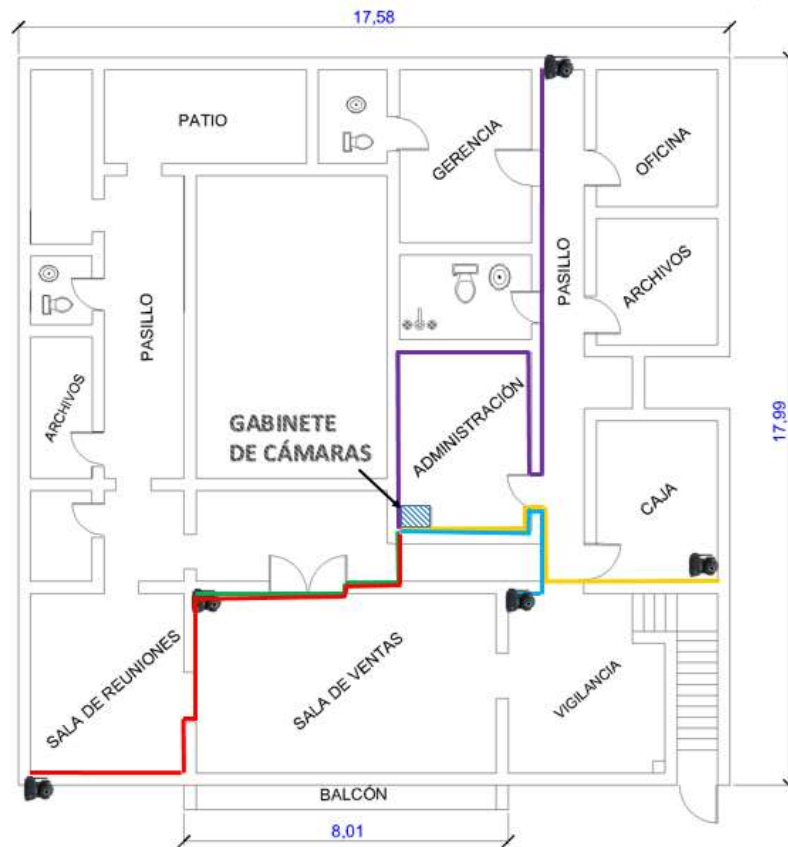 17,58
PATIO
GERENCIA
OFICINA
PASILLO
ARCHIVOS
PASILLO
ARCHIVOS
ADMINISTRACIÓN
GABINETE
DE CÁMARAS
17,99
CAJA
SALA DE REUNIONES
SALA DE VENTAS
VIGILANCIA
BALCÓN
8,01